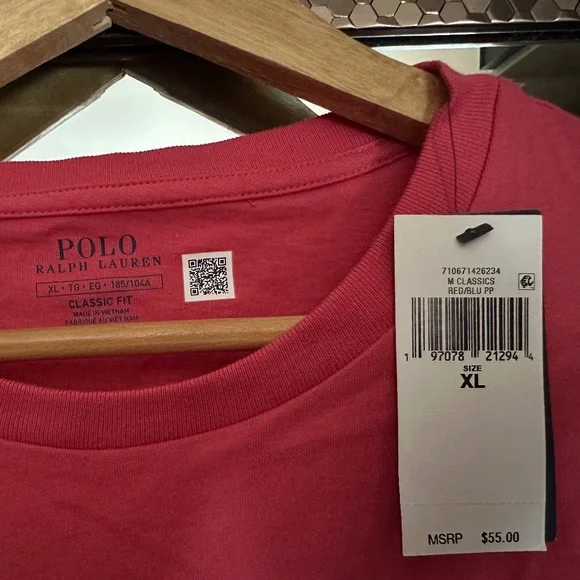 POLO
RALPH LAUREN
XL • TG • EG • 185/104A
CLASSIC FIT
MADE IN VIETNAM
FABRIQUÉ AU VIET NAM
710671426234
M CLASSICS
RED/BLU PP
1 97078 21294 4
SIZE
XL
MSRP $55.00